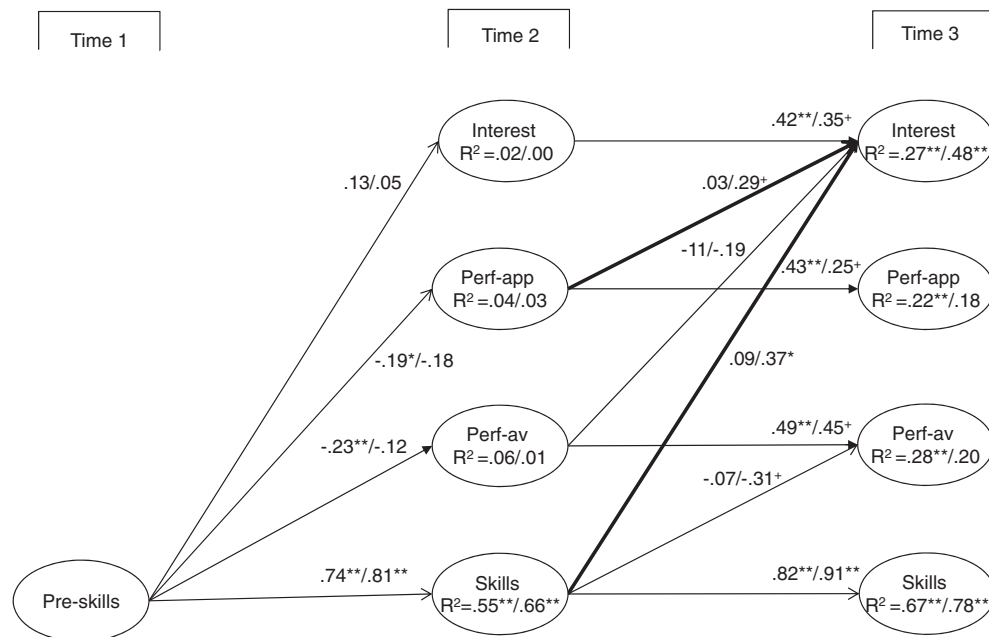 Time 1
Time 2
Time 3
Interest
R² =.02/.00
.42**/.35⁺
Interest
R² =.27**/.48**
.13/.05
.03/.29⁺
-11/-.19
Perf-app
R² =.04/.03
.43**/.25⁺
Perf-app
R² =.22**/.18
-.19*/-.18
.09/.37*
Perf-av
R² =.06/.01
-.23**/-.12
.49**/.45⁺
Perf-av
R² =.28**/.20
-.07/-.31⁺
Pre-skills
.74**/.81**
Skills
R²=.55**/.66**
.82**/.91**
Skills
R² =.67**/.78**